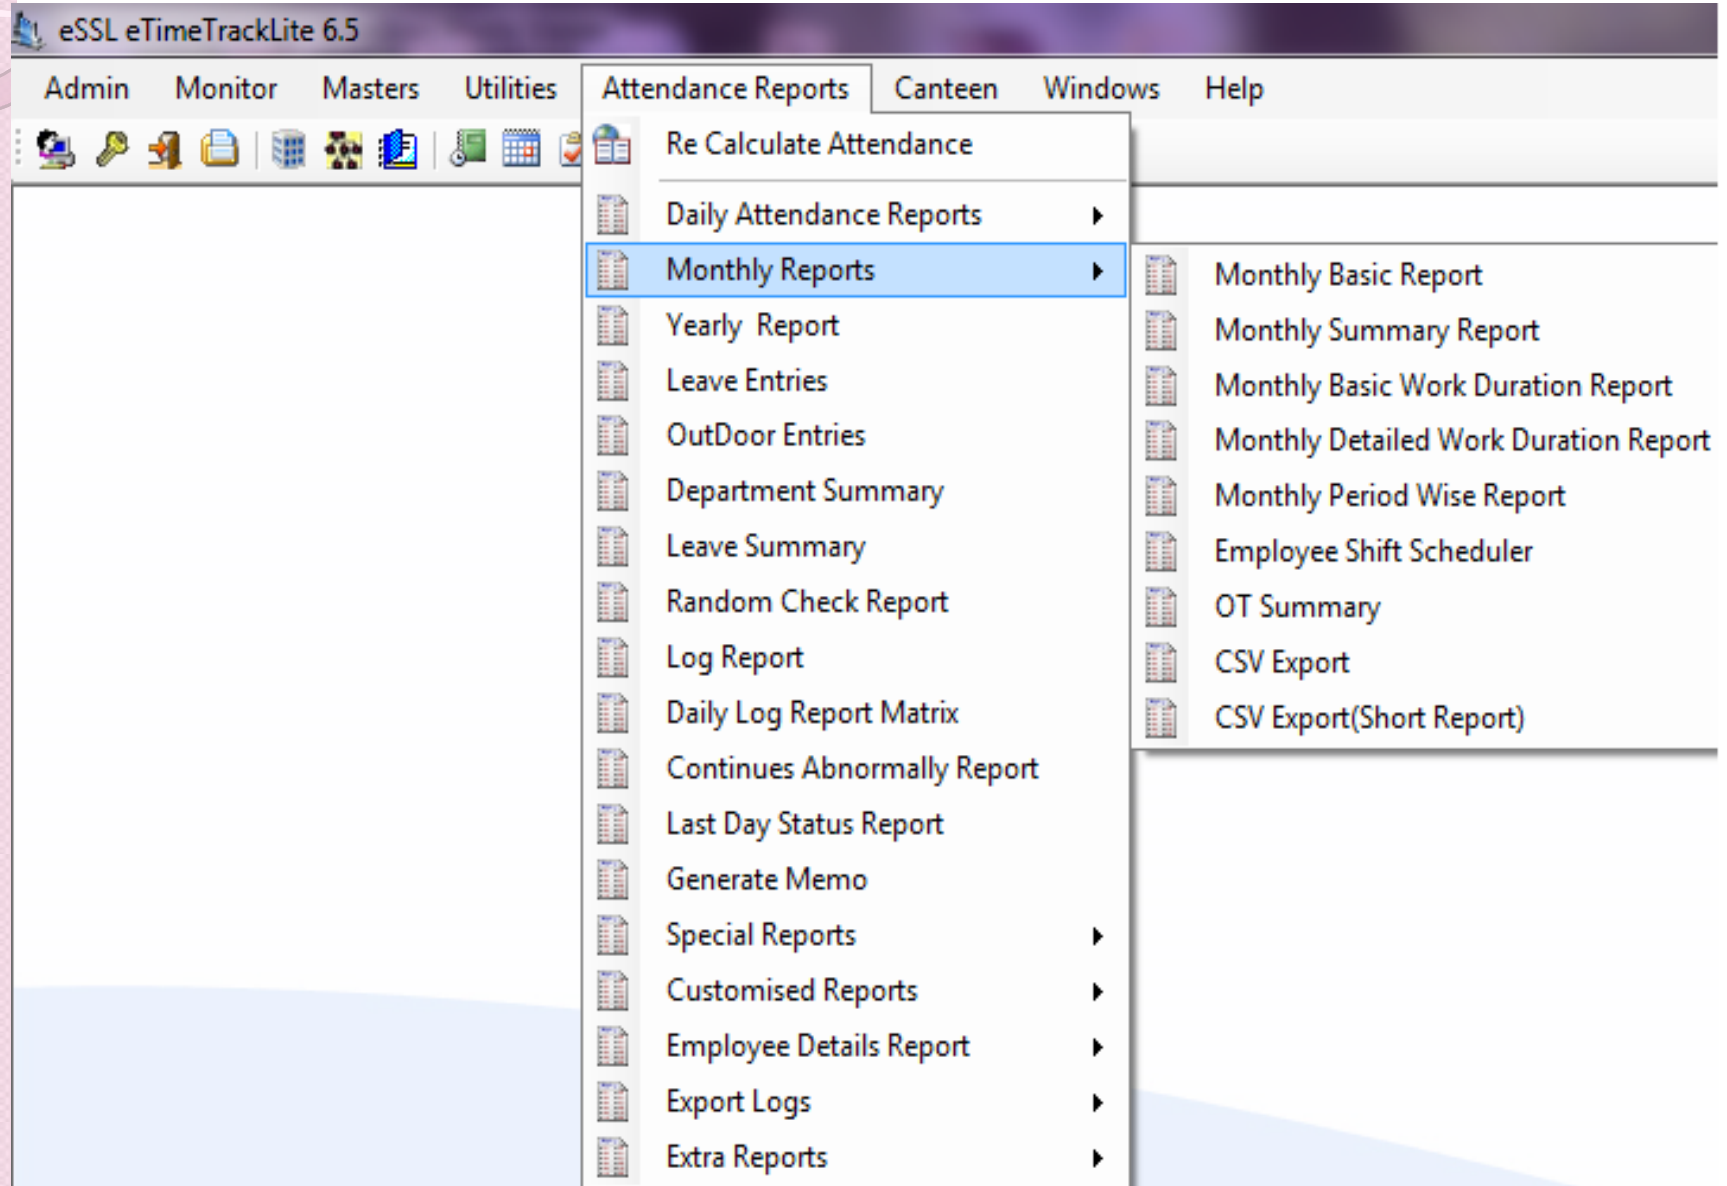 eSSL eTimeTrackLite 6.5
Admin Monitor Masters Utilities Attendance Reports Canteen Windows Help
Re Calculate Attendance
Daily Attendance Reports
Monthly Reports
Yearly  Report
Leave Entries
OutDoor Entries
Department Summary
Leave Summary
Random Check Report
Log Report
Daily Log Report Matrix
Continues Abnormally Report
Last Day Status Report
Generate Memo
Special Reports
Customised Reports
Employee Details Report
Export Logs
Extra Reports
Monthly Basic Report
Monthly Summary Report
Monthly Basic Work Duration Report
Monthly Detailed Work Duration Report
Monthly Period Wise Report
Employee Shift Scheduler
OT Summary
CSV Export
CSV Export(Short Report)